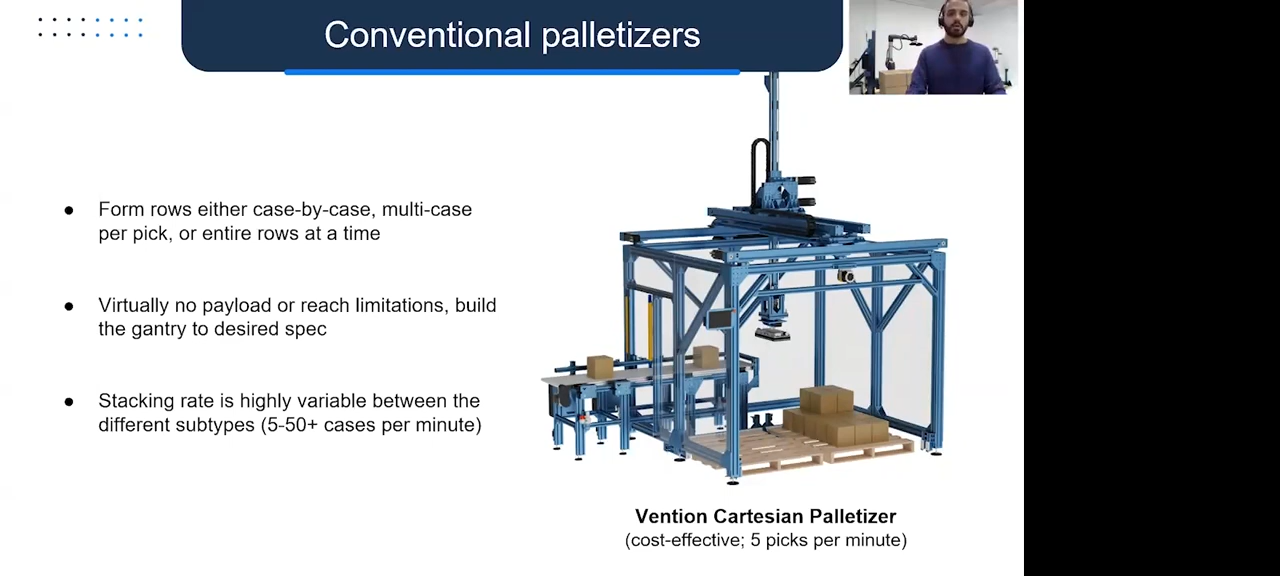 Conventional palletizers
Form rows either case-by-case, multi-case
per pick, or entire rows at a time
Virtually no payload or reach limitations, build
the gantry to desired spec
Stacking rate is highly variable between the
different subtypes (5-50+ cases per minute)
Vention Cartesian Palletizer
(cost-effective; 5 picks per minute)